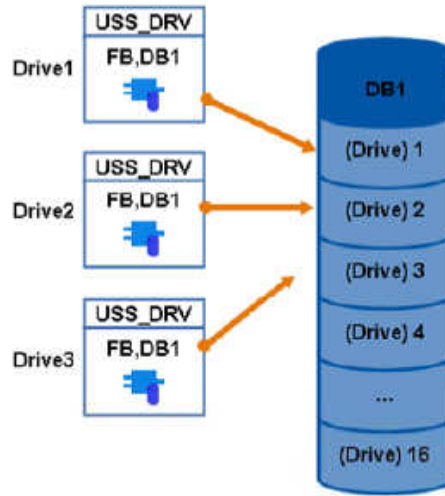 Drive1
USS_DRV
FB,DB1
Drive2
USS_DRV
FB,DB1
Drive3
USS_DRV
FB,DB1
DB1
(Drive) 1
(Drive) 2
(Drive) 3
(Drive) 4
...
(Drive) 16